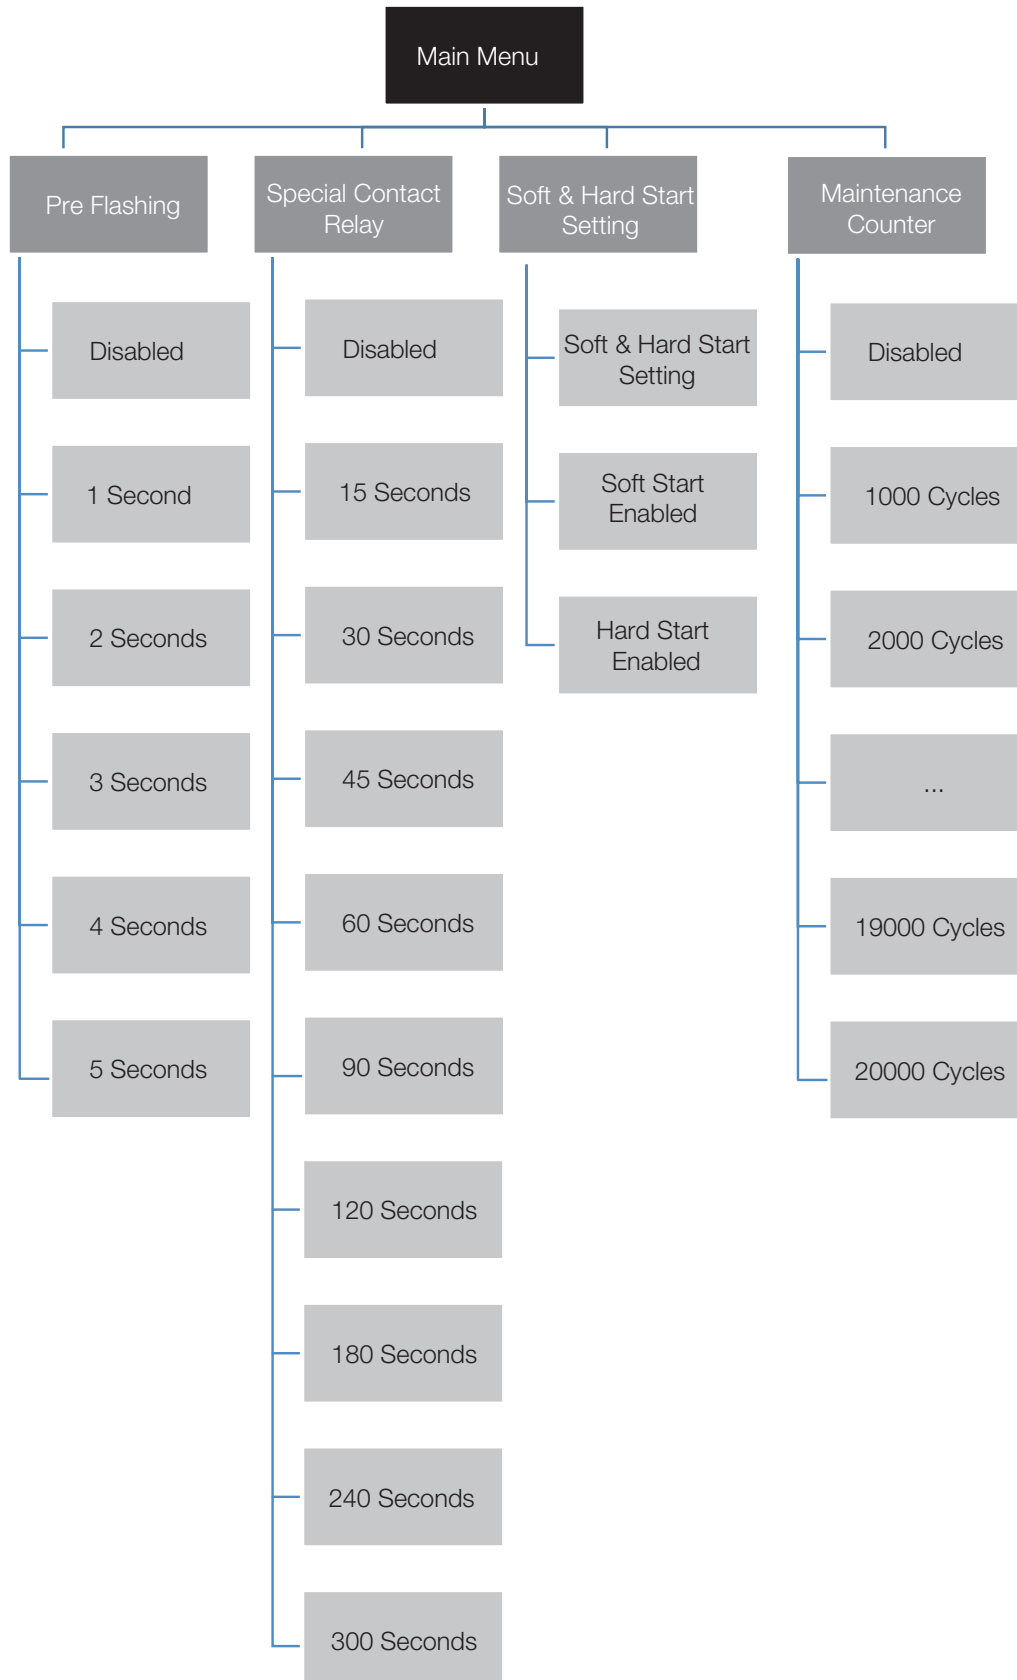 Main Menu
Pre Flashing
Special Contact
Relay
Soft & Hard Start
Setting
Maintenance
Counter
Disabled
1 Second
2 Seconds
3 Seconds
4 Seconds
5 Seconds
Disabled
15 Seconds
30 Seconds
45 Seconds
60 Seconds
90 Seconds
120 Seconds
180 Seconds
240 Seconds
300 Seconds
Soft & Hard Start
Setting
Soft Start
Enabled
Hard Start
Enabled
Disabled
1000 Cycles
2000 Cycles
...
19000 Cycles
20000 Cycles